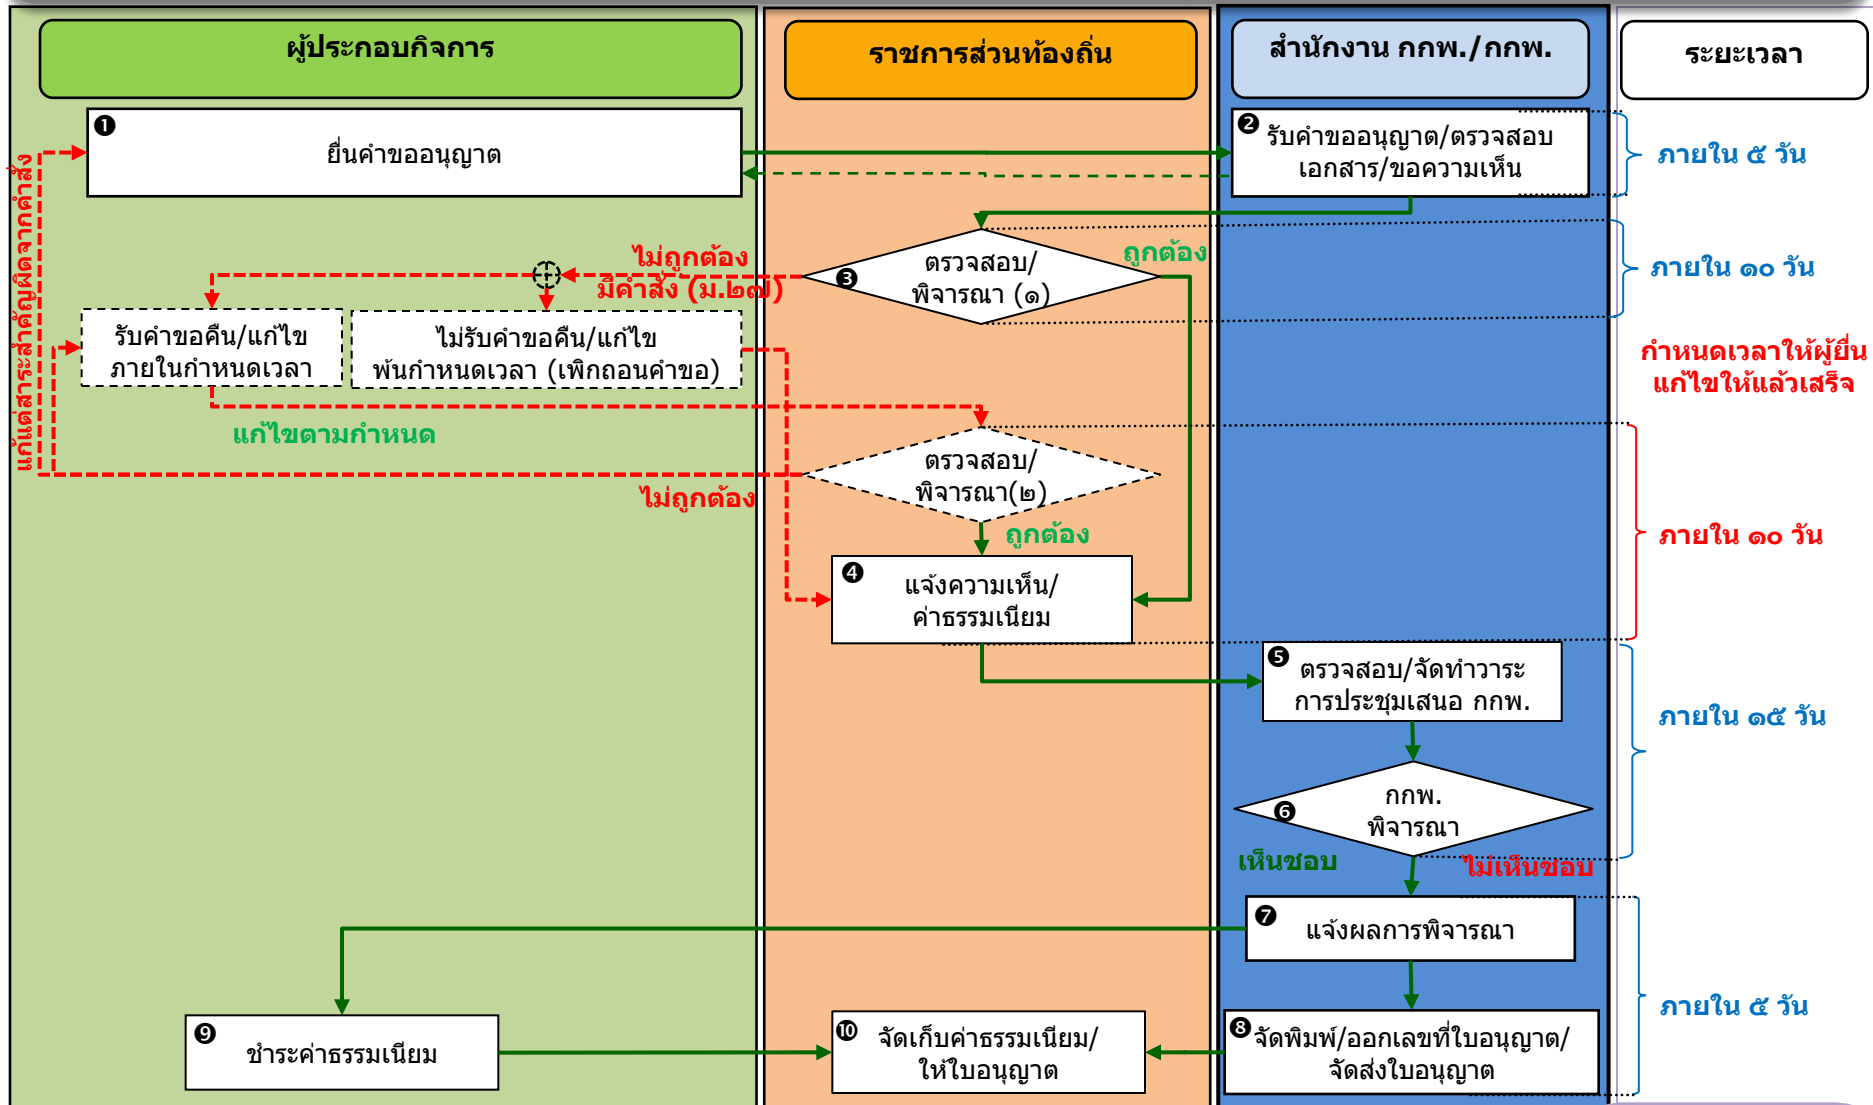 ผู้ประกอบกิจการ
ราชการส่วนท้องถิ่น
สำนักงาน กกพ./กกพ.
ระยะเวลา
❶
ยื่นคำขออนุญาต
❷
รับคำขออนุญาต/ตรวจสอบ
เอกสาร/ขอความเห็น
ภายใน ๕ วัน
แก้แต่สาระสำคัญผิดจากคำสั่ง
ไม่ถูกต้อง
มีคำสั่ง (ม.๒๗)
❸
ตรวจสอบ/
พิจารณา (๑)
ถูกต้อง
ภายใน ๑๐ วัน
รับคำขอคืน/แก้ไข
ภายในกำหนดเวลา
ไม่รับคำขอคืน/แก้ไข
พ้นกำหนดเวลา (เพิกถอนคำขอ)
กำหนดเวลาให้ผู้ยื่น
แก้ไขให้แล้วเสร็จ
แก้ไขตามกำหนด
ตรวจสอบ/
พิจารณา(๒)
ไม่ถูกต้อง
ถูกต้อง
ภายใน ๑๐ วัน
❹
แจ้งความเห็น/
ค่าธรรมเนียม
❺
ตรวจสอบ/จัดทำวาระ
การประชุมเสนอ กกพ.
ภายใน ๑๕ วัน
❻
กกพ.
พิจารณา
เห็นชอบ
ไม่เห็นชอบ
❼
แจ้งผลการพิจารณา
ภายใน ๕ วัน
❾
ชำระค่าธรรมเนียม
❿
จัดเก็บค่าธรรมเนียม/
ให้ใบอนุญาต
❽
จัดพิมพ์/ออกเลขที่ใบอนุญาต/
จัดส่งใบอนุญาต